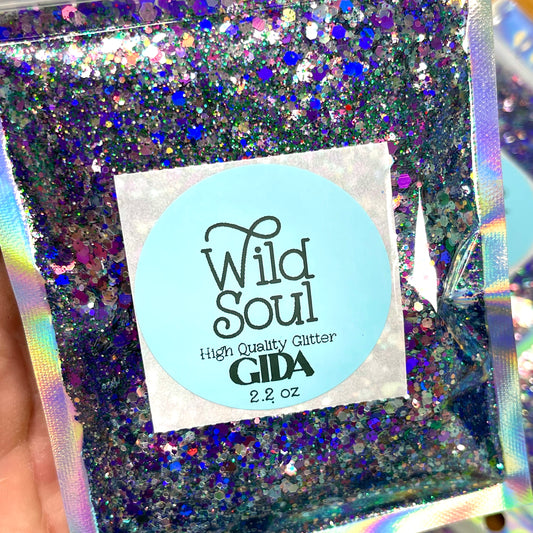 Wild
Soul
High Quality Glitter
GIDA
2.2 oz